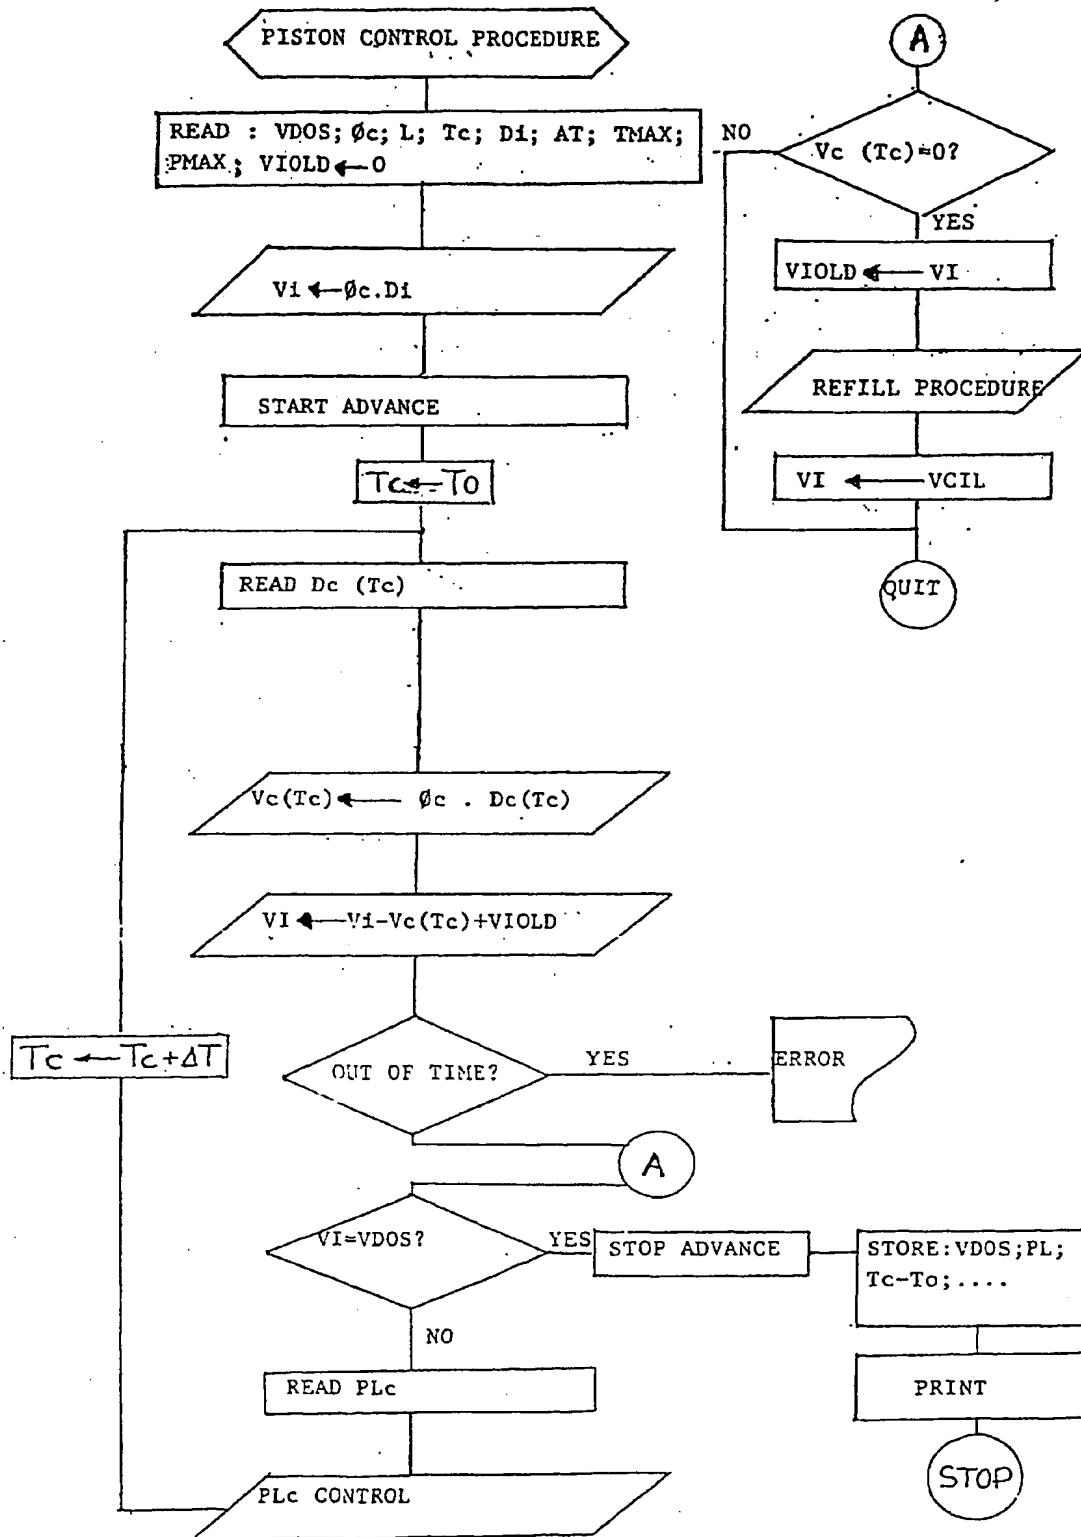 PISTON CONTROL PROCEDURE
READ : VDOS; Øc; L; Tc; Di; AT; TMAX;
PMAX; VIOLD ← O
Vi ← Øc.Di
START ADVANCE
Tc ← To
READ Dc (Tc)
Vc(Tc) ← Øc . Dc(Tc)
VI ← Vi-Vc(Tc)+VIOLD
Tc ← Tc+ΔT
OUT OF TIME?
YES
ERROR
A
VI=VDOS?
YES
STOP ADVANCE
STORE:VDOS;PL;
Tc-To;....
NO
READ PLc
PRINT
PLc CONTROL
STOP
A
NO
Vc (Tc)=0?
YES
VIOLD ← VI
REFILL PROCEDURE
VI ← VCIL
QUIT